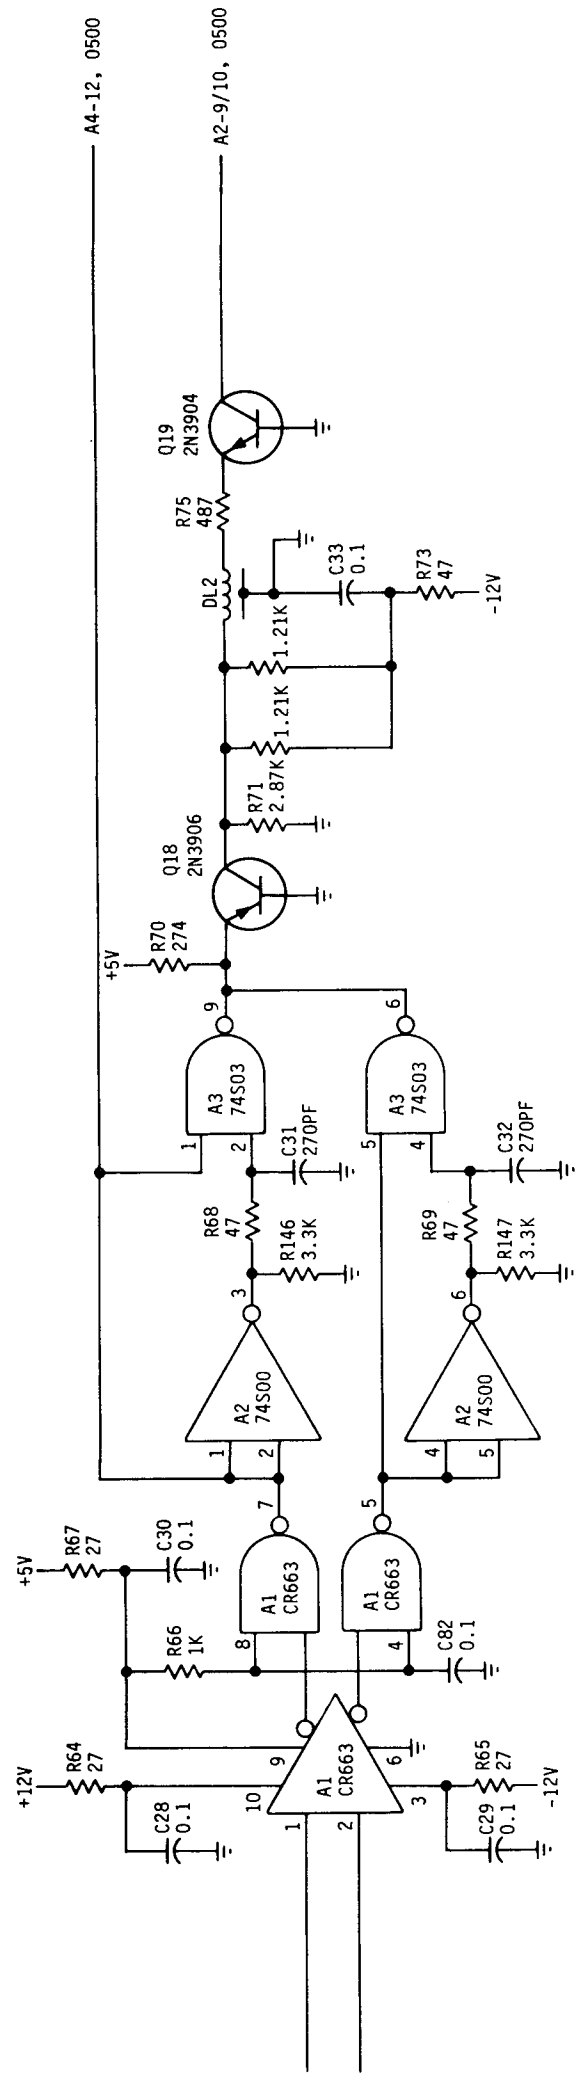 +12V
R64
27
C28
0.1
+5V
R67
27
C30
0.1
R66
1K
10
9
1
2
A1
CR663
3
6
C29
0.1
R65
27
-12V
8
A1
CR663
7
4
A1
CR663
5
C82
0.1
1
2
A2
74S00
3
R146
3.3K
R68
47
C31
270PF
4
5
A2
74S00
6
R147
3.3K
R69
47
C32
270PF
1
2
A3
74S03
9
5
4
A3
74S03
6
+5V
R70
274
Q18
2N3906
R71
2.87K
1.21K
1.21K
DL2
C33
0.1
R73
47
-12V
R75
487
Q19
2N3904
A4-12, 0500
A2-9/10, 0500